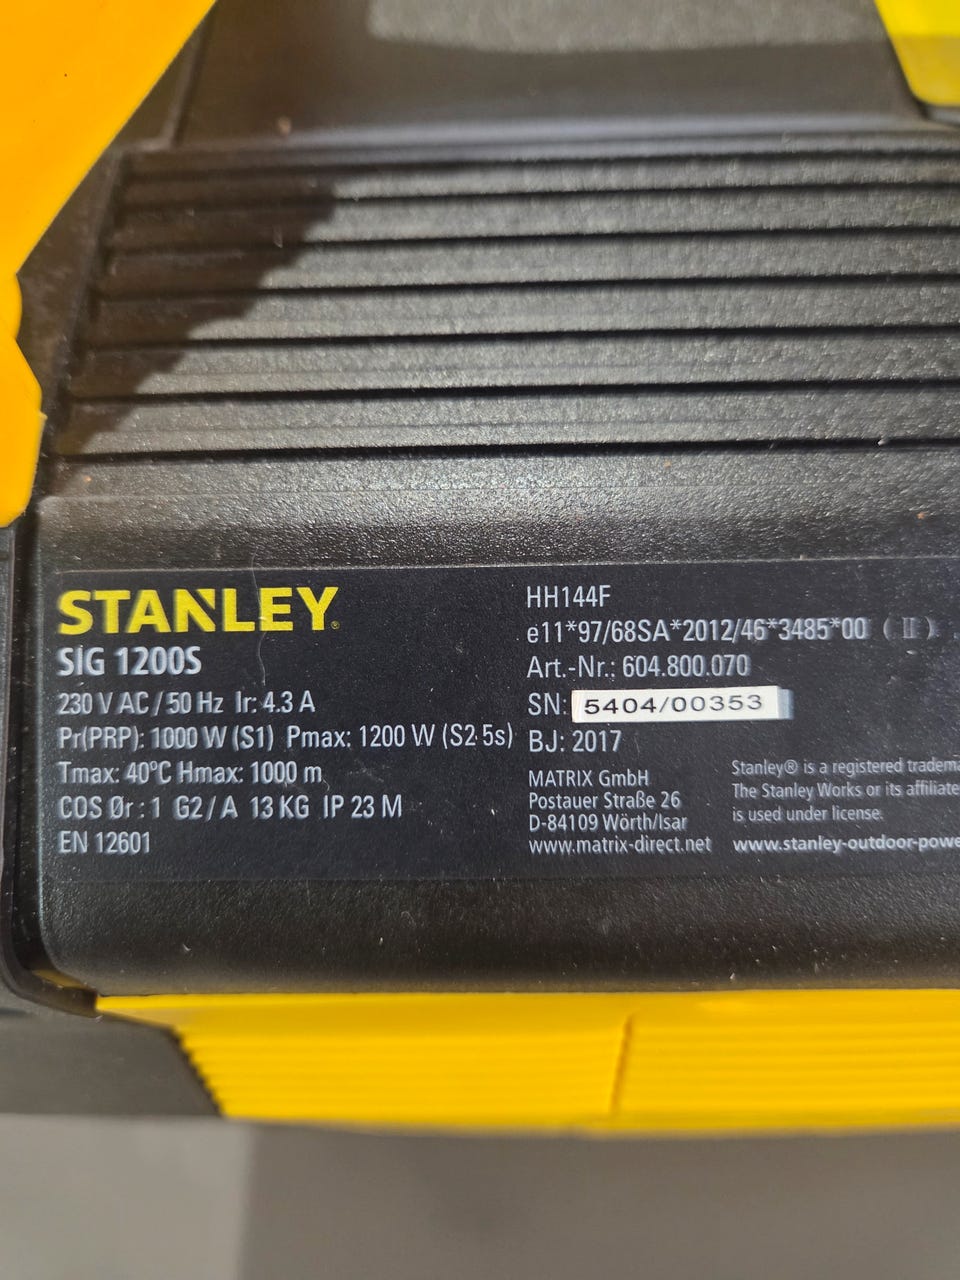 STANLEY®
SIG 1200S
230 V AC / 50 Hz Ir: 4.3 A
Pr(PRP): 1000 W (S1) Pmax: 1200 W (S2 5s)
Tmax: 40°C Hmax: 1000 m
COS Ør : 1 G2 / A 13 KG IP 23 M
EN 12601
HH144F
e11*97/68SA*2012/46*3485*00 ( II ).
Art.-Nr.: 604.800.070
SN: 5404/00353
BJ: 2017
MATRIX GmbH
Postauer Straße 26
D-84109 Wörth/Isar
www.matrix-direct.net
Stanley® is a registered tradema
The Stanley Works or its affiliate
is used under license.
www.stanley-outdoor-powe